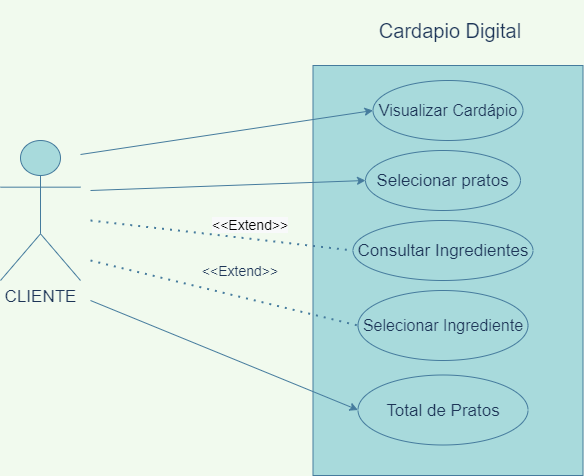 Cardapio Digital
Visualizar Cardápio
Selecionar pratos
<<Extend>>
Consultar Ingredientes
<<Extend>>
CLIENTE
Selecionar Ingrediente
Total de Pratos